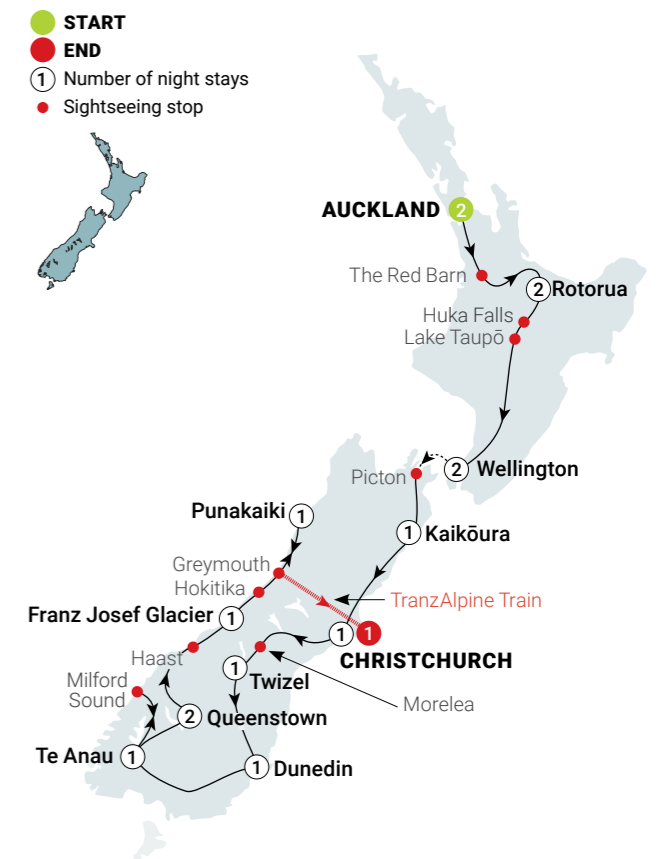 START
END
1 Number of night stays
Sightseeing stop
AUCKLAND 2
The Red Barn
2 Rotorua
Huka Falls
Lake Taupō
2 Wellington
Picton
Punakaiki 1
1 Kaikōura
Greymouth
Hokitika
TranzAlpine Train
Franz Josef Glacier 1
1 1
CHRISTCHURCH
Haast
1
Twizel
Milford
Sound
Morelea
2 Queenstown
Te Anau 1
1 Dunedin